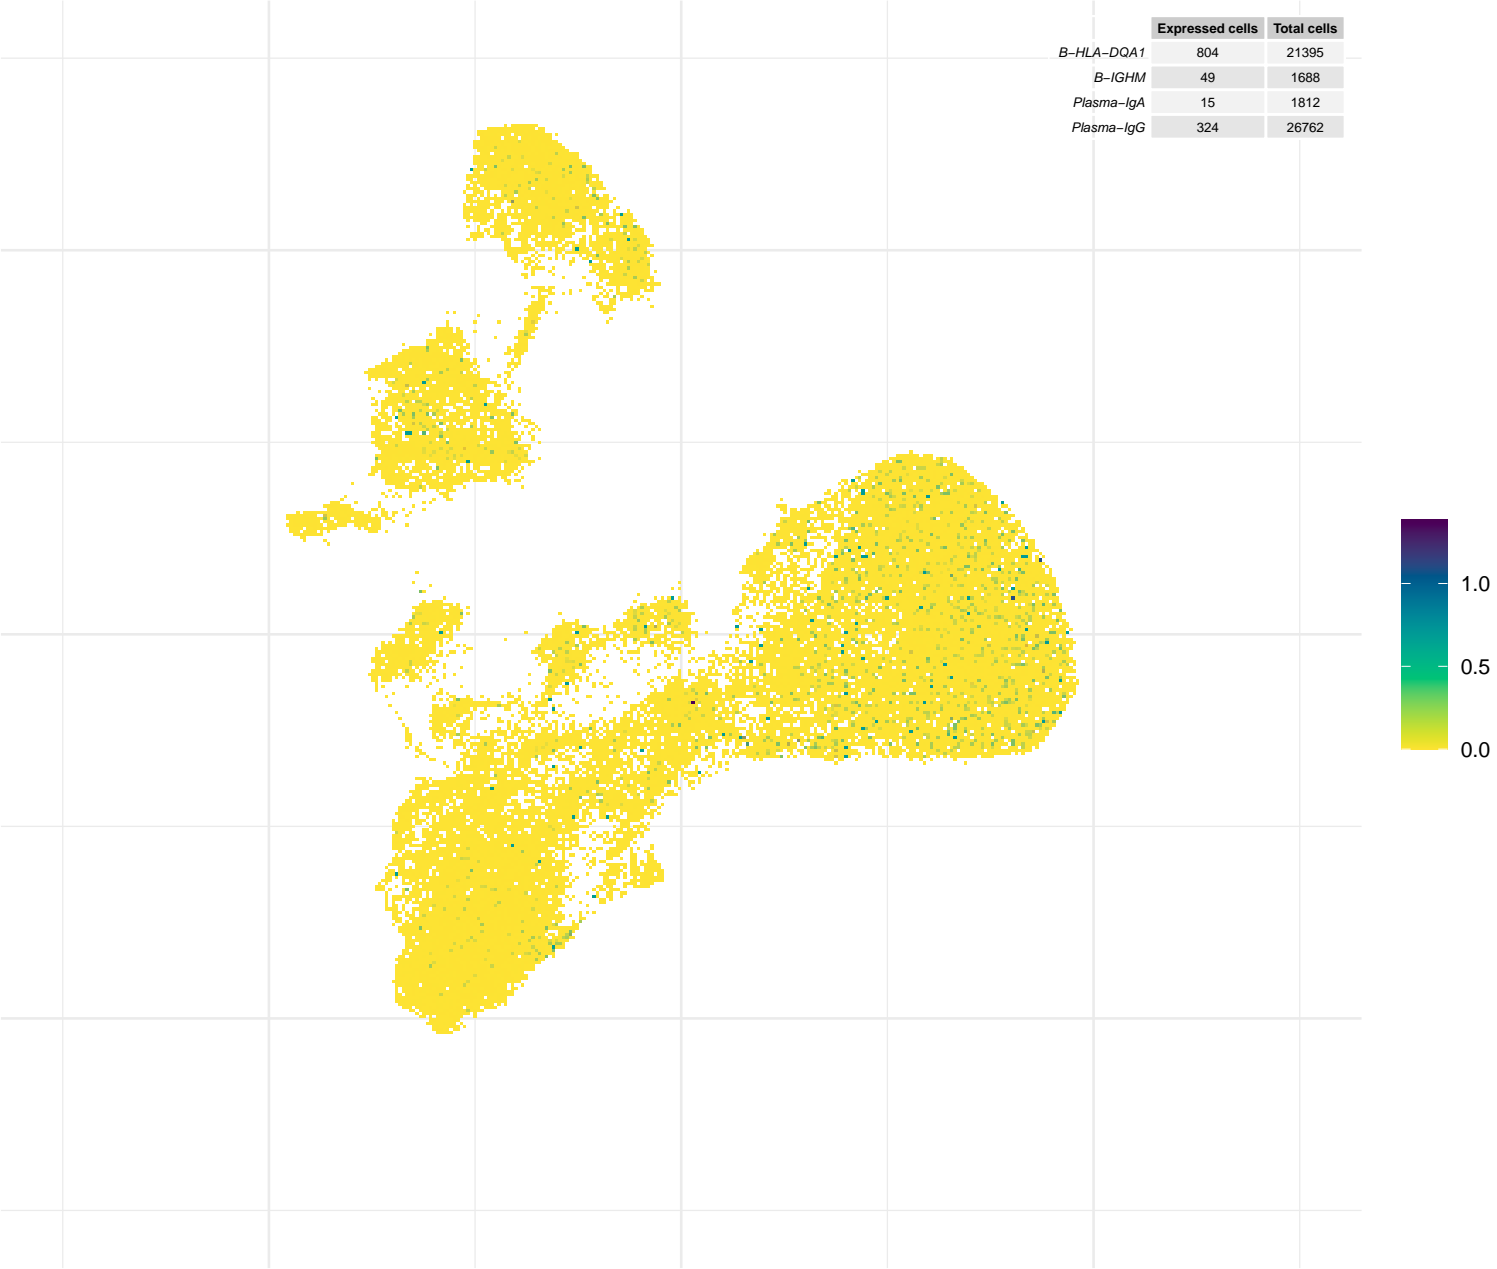 Expressed cells Total cells
B−HLA−DQA1 804 21395
B−IGHM 49 1688
Plasma−IgA 15 1812
Plasma−IgG 324 26762
1.0
0.5
0.0